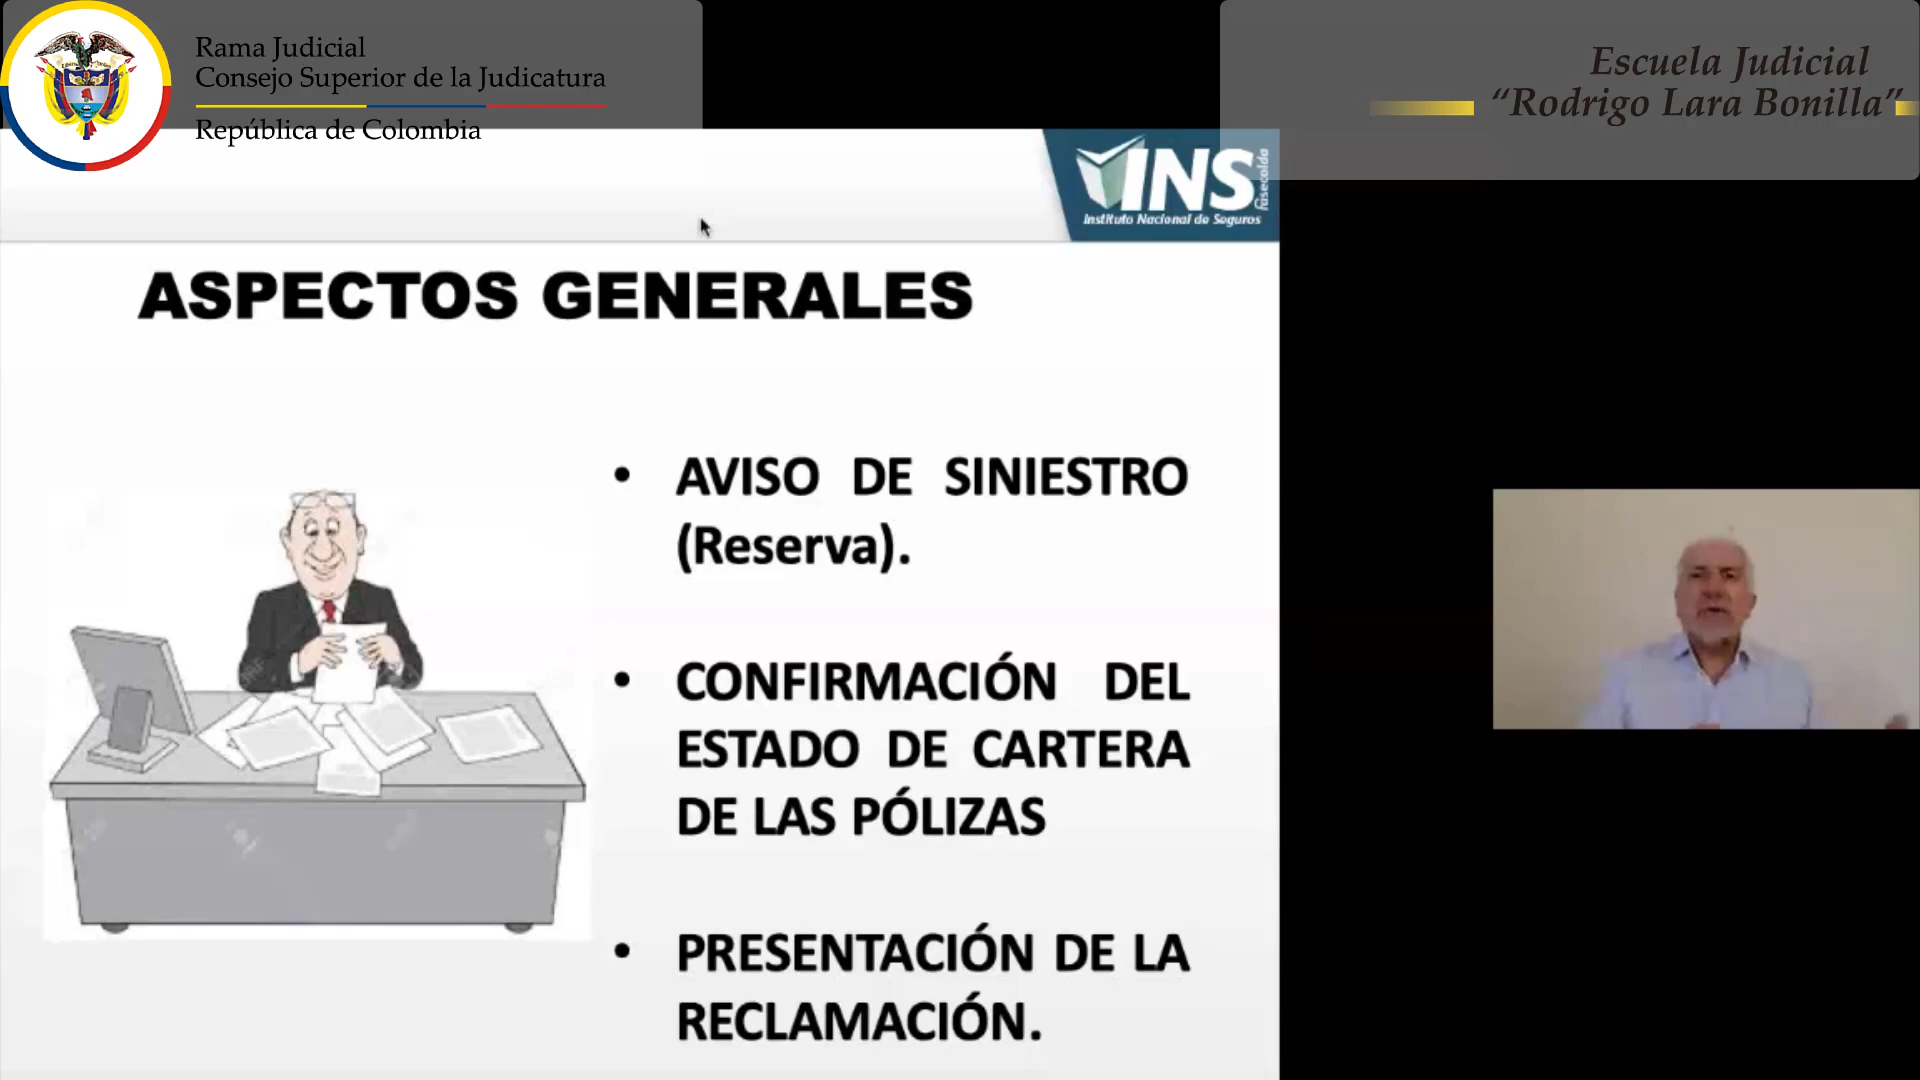 Rama Judicial
Consejo Superior de la Judicatura
República de Colombia
Escuela Judicial
“Rodrigo Lara Bonilla”
INS
fasecolda
Instituto Nacional de Seguros
ASPECTOS GENERALES
• AVISO DE SINIESTRO
(Reserva).
• CONFIRMACIÓN DEL
ESTADO DE CARTERA
DE LAS PÓLIZAS
• PRESENTACIÓN DE LA
RECLAMACIÓN.